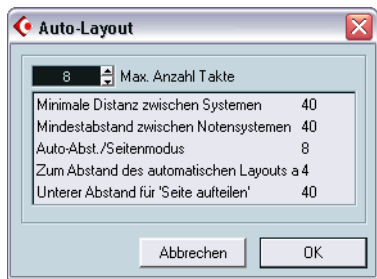 Auto-Layout
8 Max. Anzahl Takte
Minimale Distanz zwischen Systemen 40
Mindestabstand zwischen Notensystemen 40
Auto-Abst./Seitenmodus 8
Zum Abstand des automatischen Layouts a 4
Unterer Abstand für 'Seite aufteilen' 40
Abbrechen OK